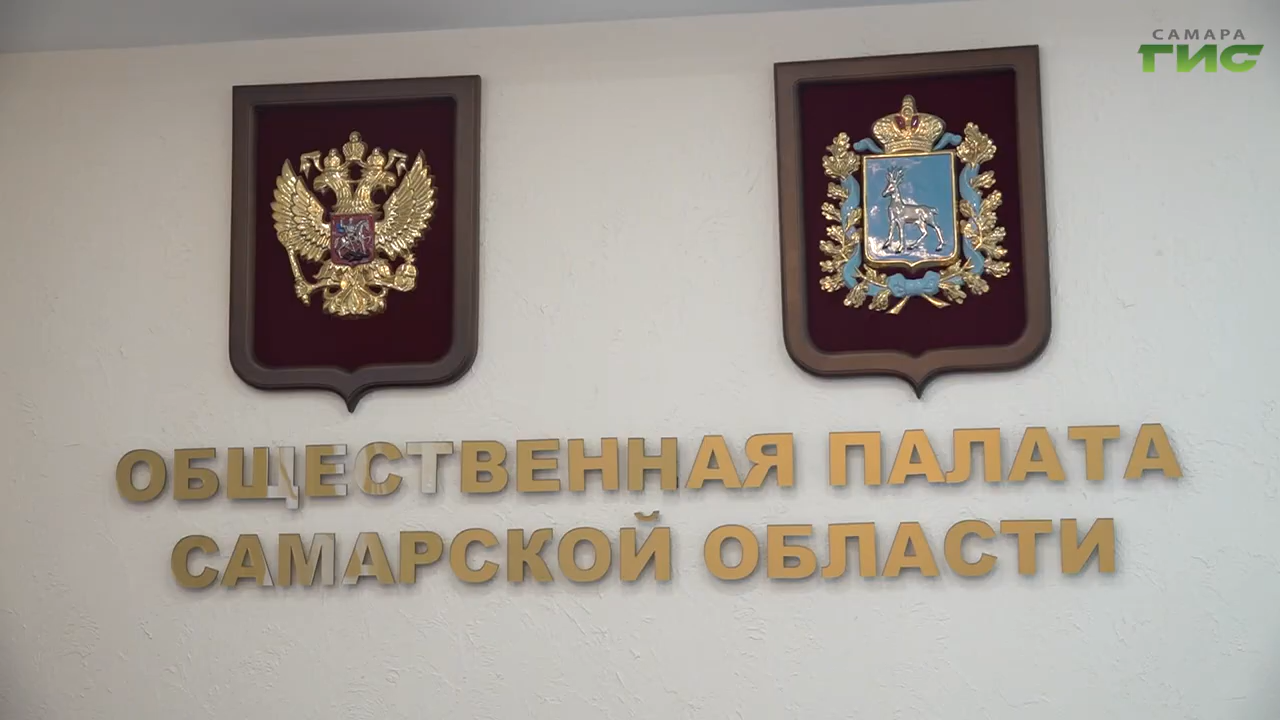 САМАРА
ГИС
ОБЩЕСТВЕННАЯ ПАЛАТА
САМАРСКОЙ ОБЛАСТИ